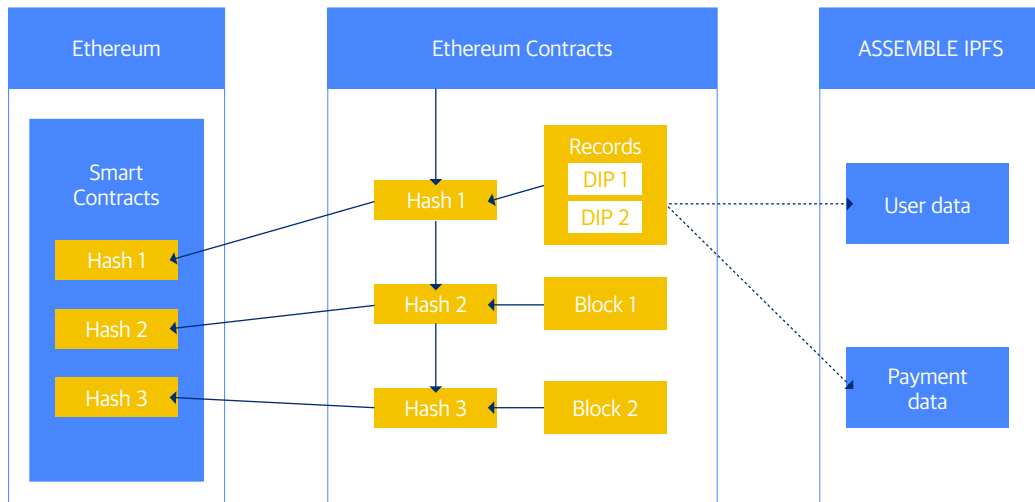 Ethereum
Ethereum Contracts
ASSEMBLE IPFS
Smart
Contracts
Hash 1
Hash 2
Hash 3
Hash 1
Hash 2
Hash 3
Records
DIP 1
DIP 2
Block 1
Block 2
User data
Payment
data